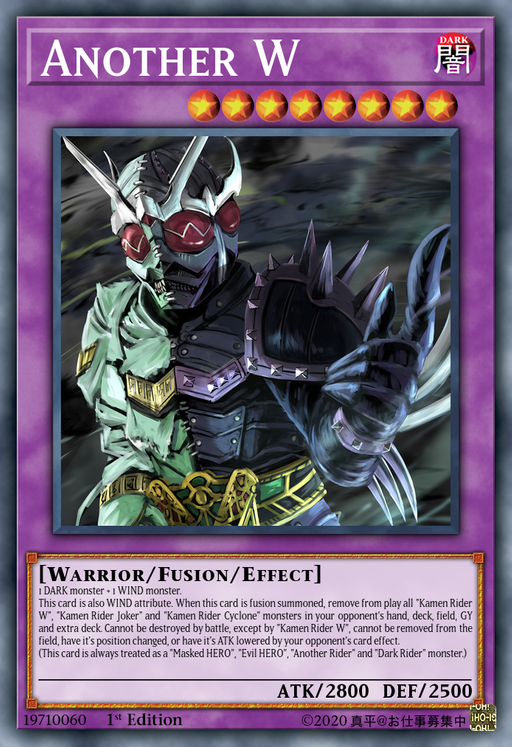 ANOTHER W
DARK
闇
[WARRIOR/FUSION/EFFECT]
1 DARK monster + 1 WIND monster.
This card is also WIND attribute. When this card is fusion summoned, remove from play all "Kamen Rider
W", "Kamen Rider Joker" and "Kamen Rider Cyclone" monsters in your opponent's hand, deck, field, GY
and extra deck. Cannot be destroyed by battle, except by "Kamen Rider W", cannot be removed from the
field, have it's position changed, or have it's ATK lowered by your opponent's card effect.
(This card is always treated as a "Masked HERO", "Evil HERO", "Another Rider" and "Dark Rider" monster.)
ATK/2800 DEF/2500
19710060 1st Edition ©2020 真平@お仕事募集中